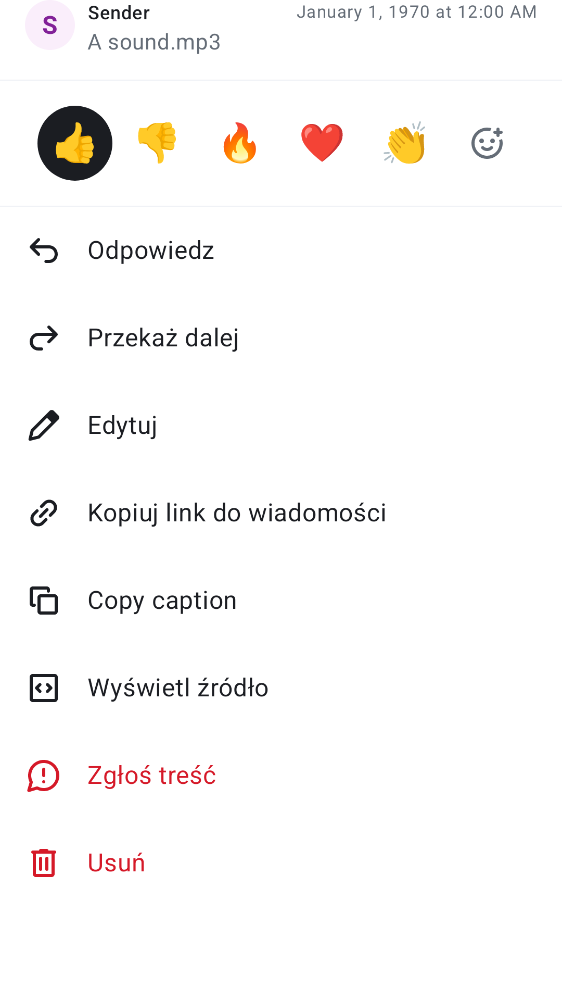 S
Sender
January 1, 1970 at 12:00 AM
A sound.mp3
Odpowiedz
Przekaż dalej
Edytuj
Kopiuj link do wiadomości
Copy caption
Wyświetl źródło
Zgłoś treść
Usuń